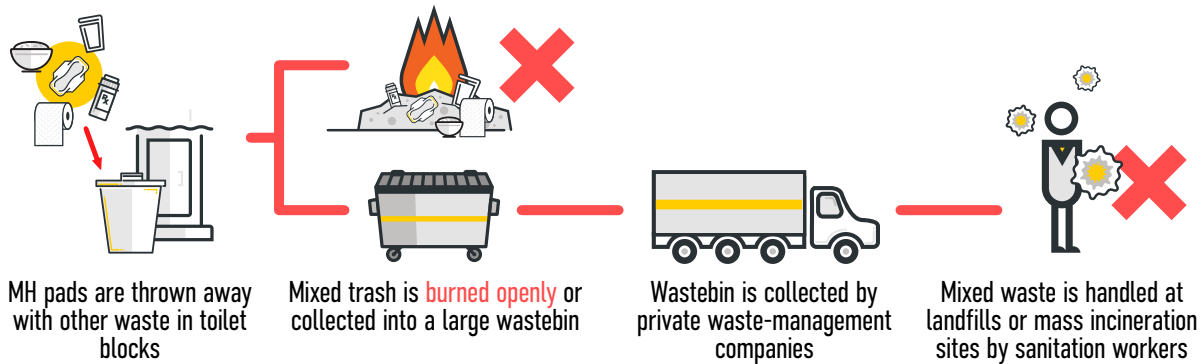 MH pads are thrown away
with other waste in toilet
blocks
Mixed trash is burned openly or
collected into a large wastebin
Wastebin is collected by
private waste-management
companies
Mixed waste is handled at
landfills or mass incineration
sites by sanitation workers
Rx
Rx